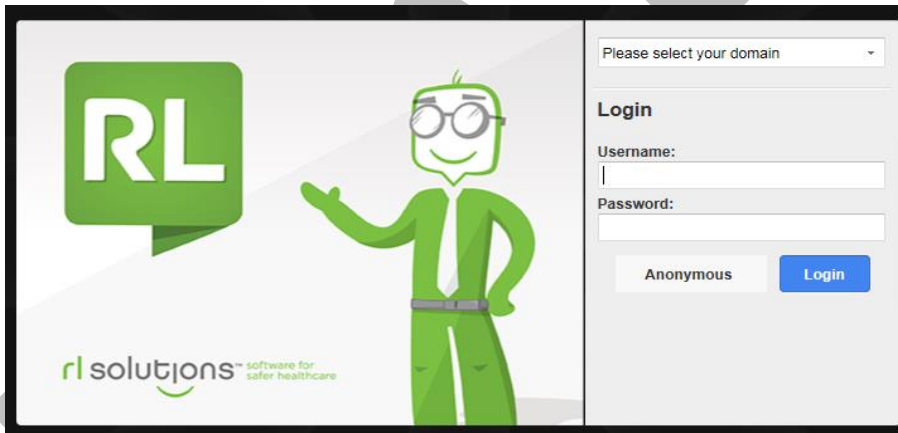 RL
rl solutions™ software for
safer healthcare
Please select your domain
Login
Username:
Password:
Anonymous
Login